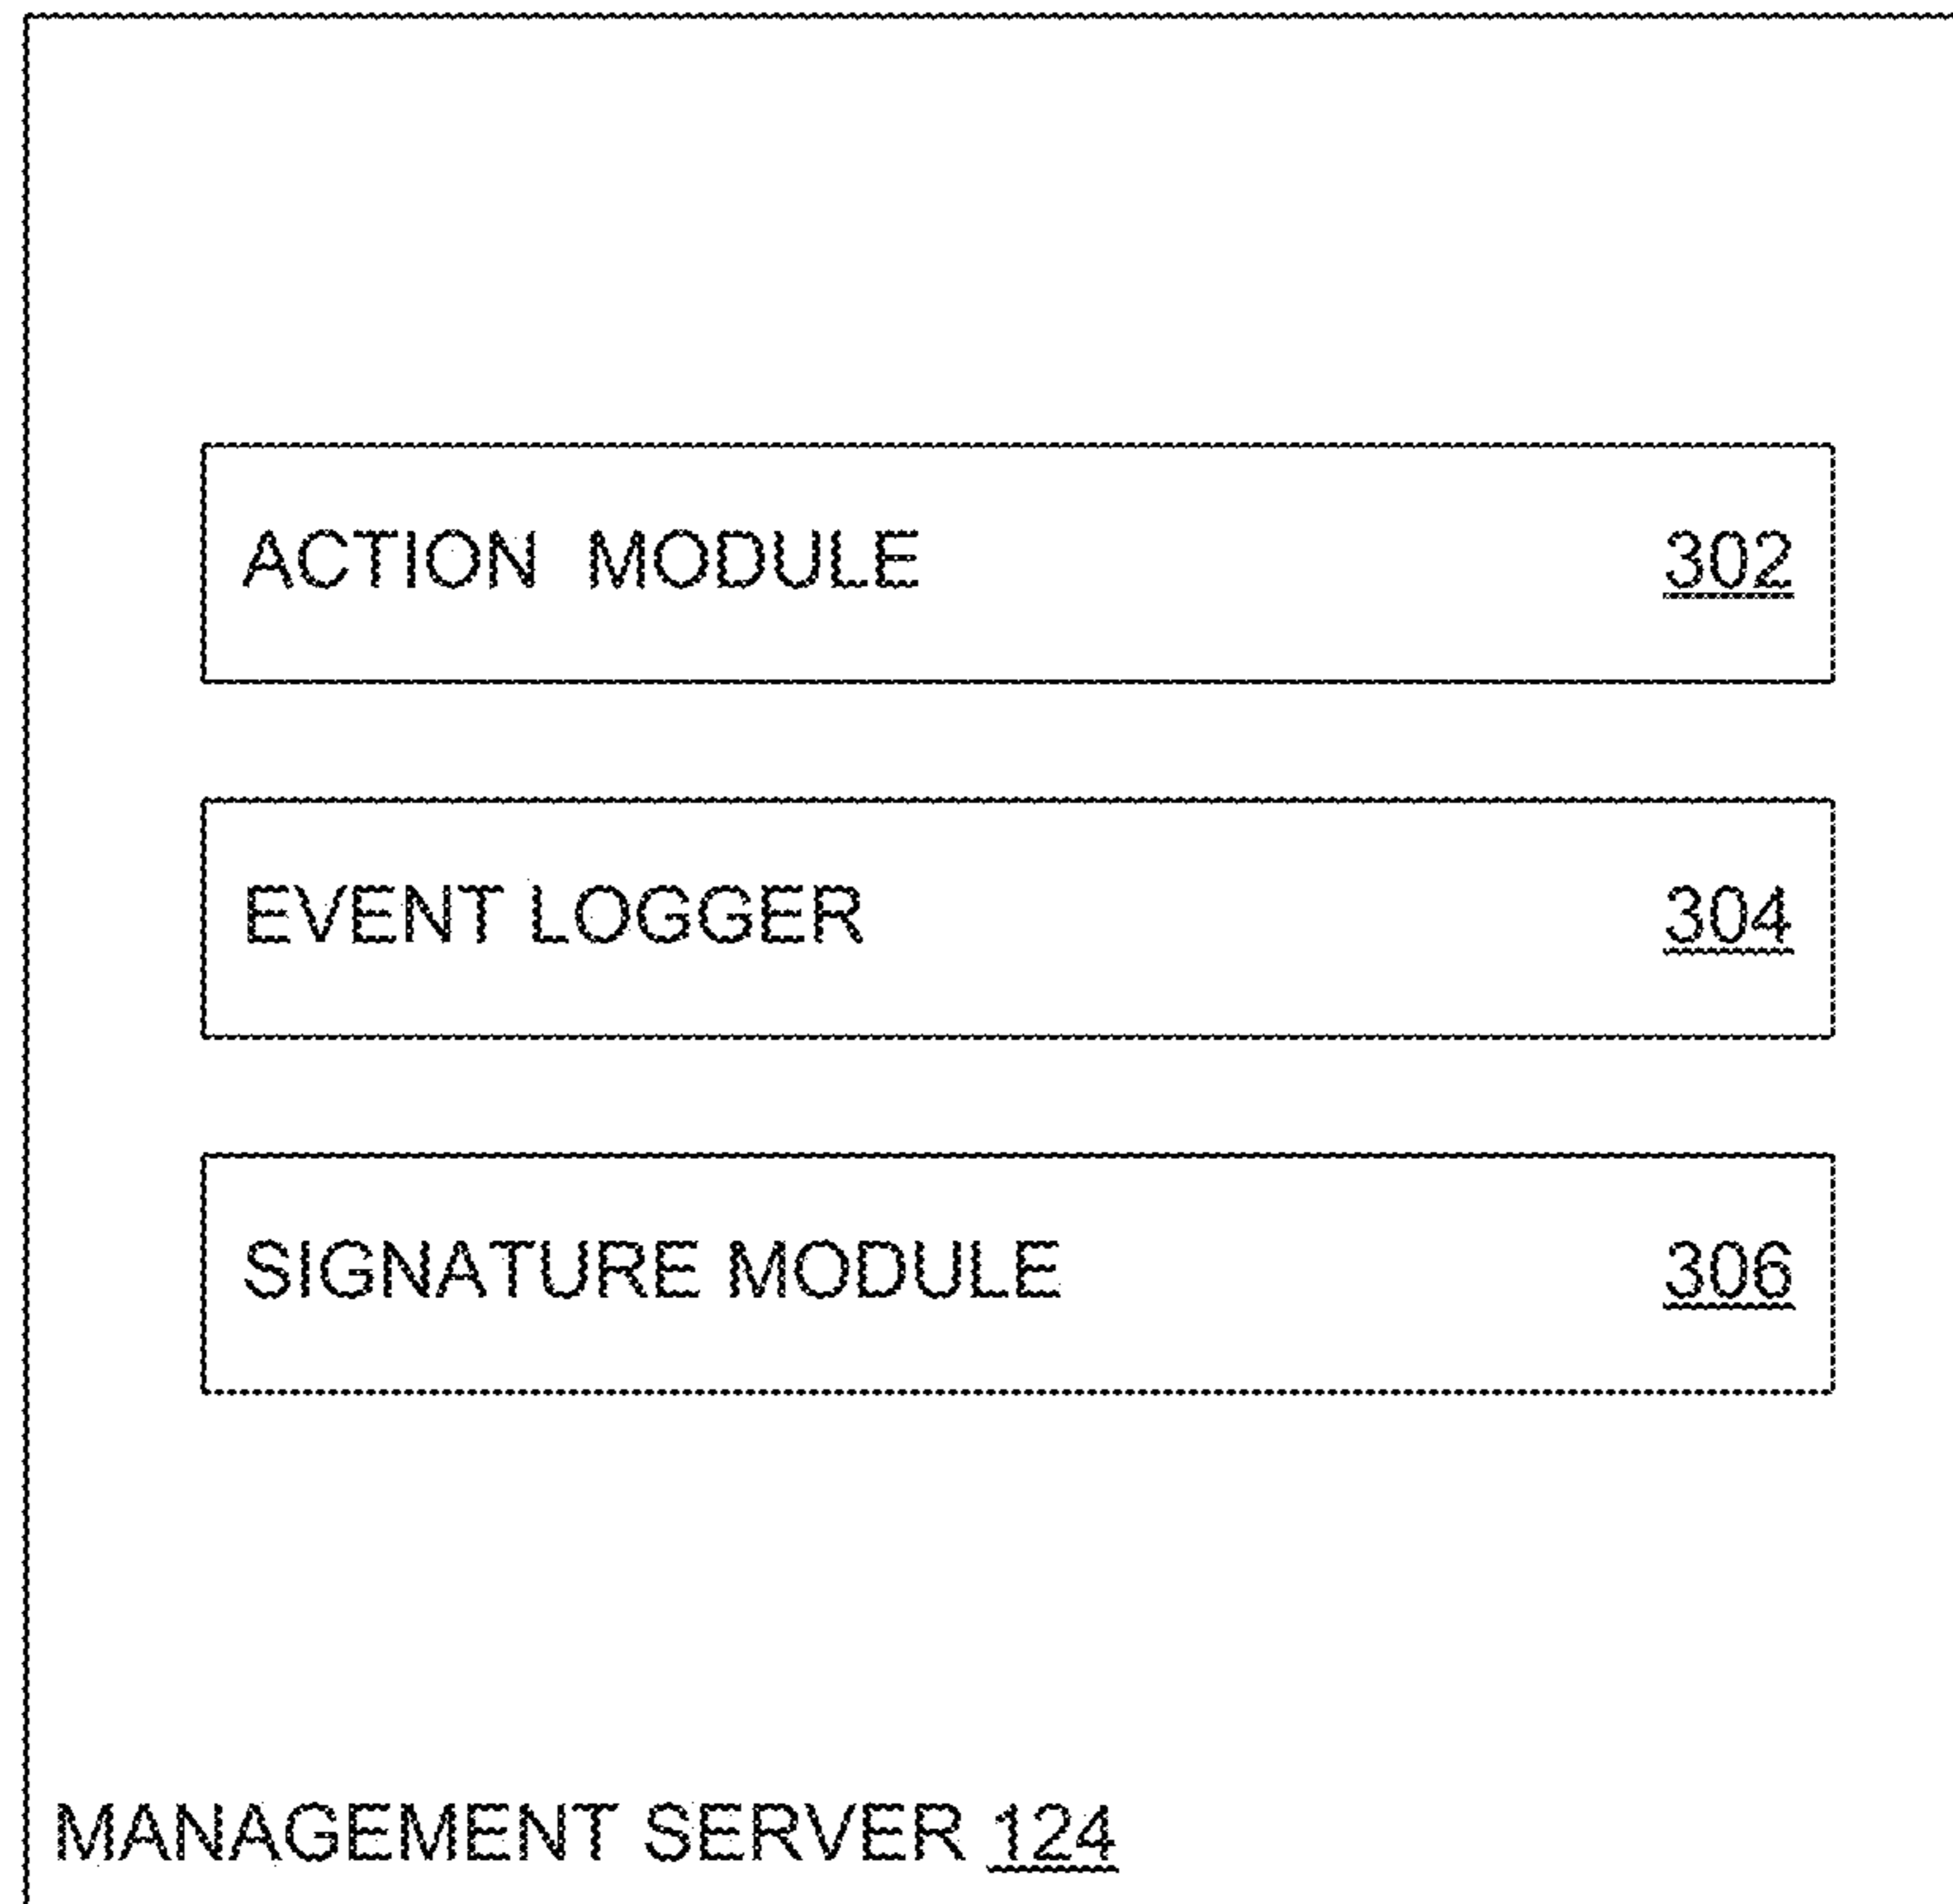 ACTION MODULE 302
EVENT LOGGER 304
SIGNATURE MODULE 306
MANAGEMENT SERVER 124